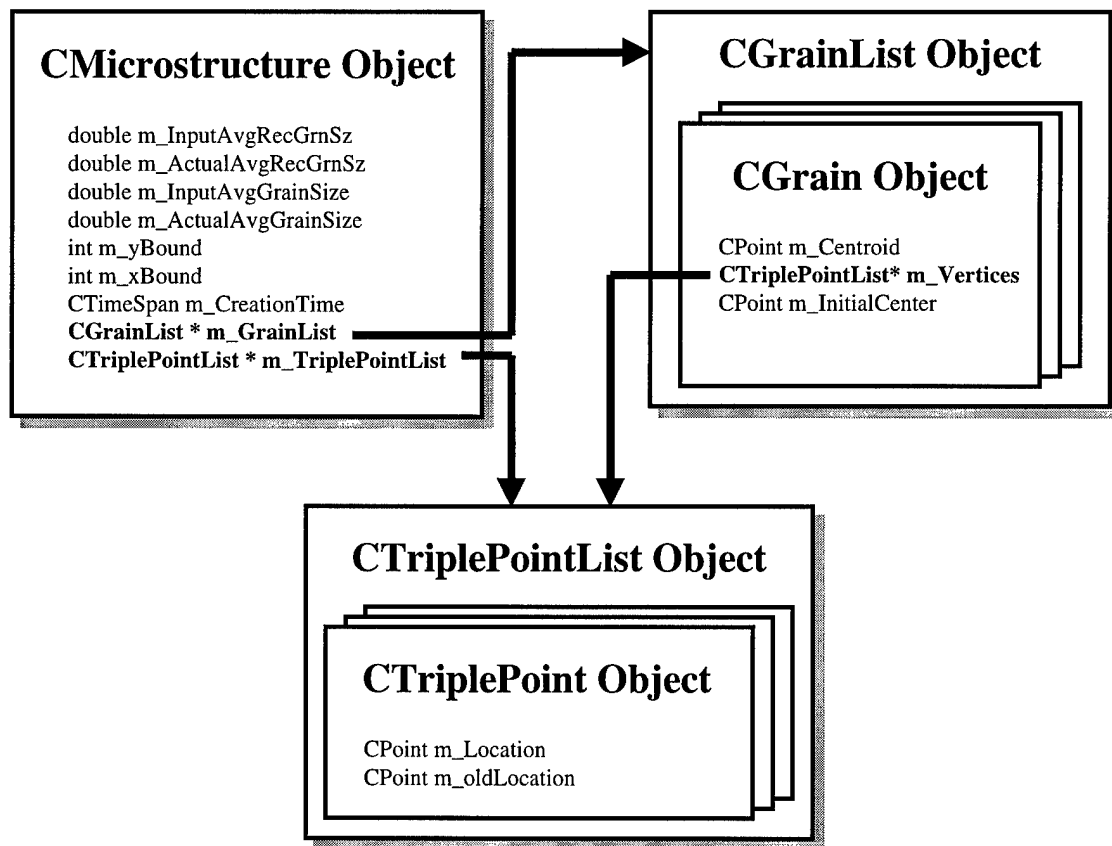 CMicrostructure Object
double m_InputAvgRecGrnSz
double m_ActualAvgRecGrnSz
double m_InputAvgGrainSize
double m_ActualAvgGrainSize
int m_yBound
int m_xBound
CTimeSpan m_CreationTime
CGrainList * m_GrainList
CTriplePointList * m_TriplePointList
CGrainList Object
CGrain Object
CPoint m_Centroid
CTriplePointList* m_Vertices
CPoint m_InitialCenter
CTriplePointList Object
CTriplePoint Object
CPoint m_Location
CPoint m_oldLocation